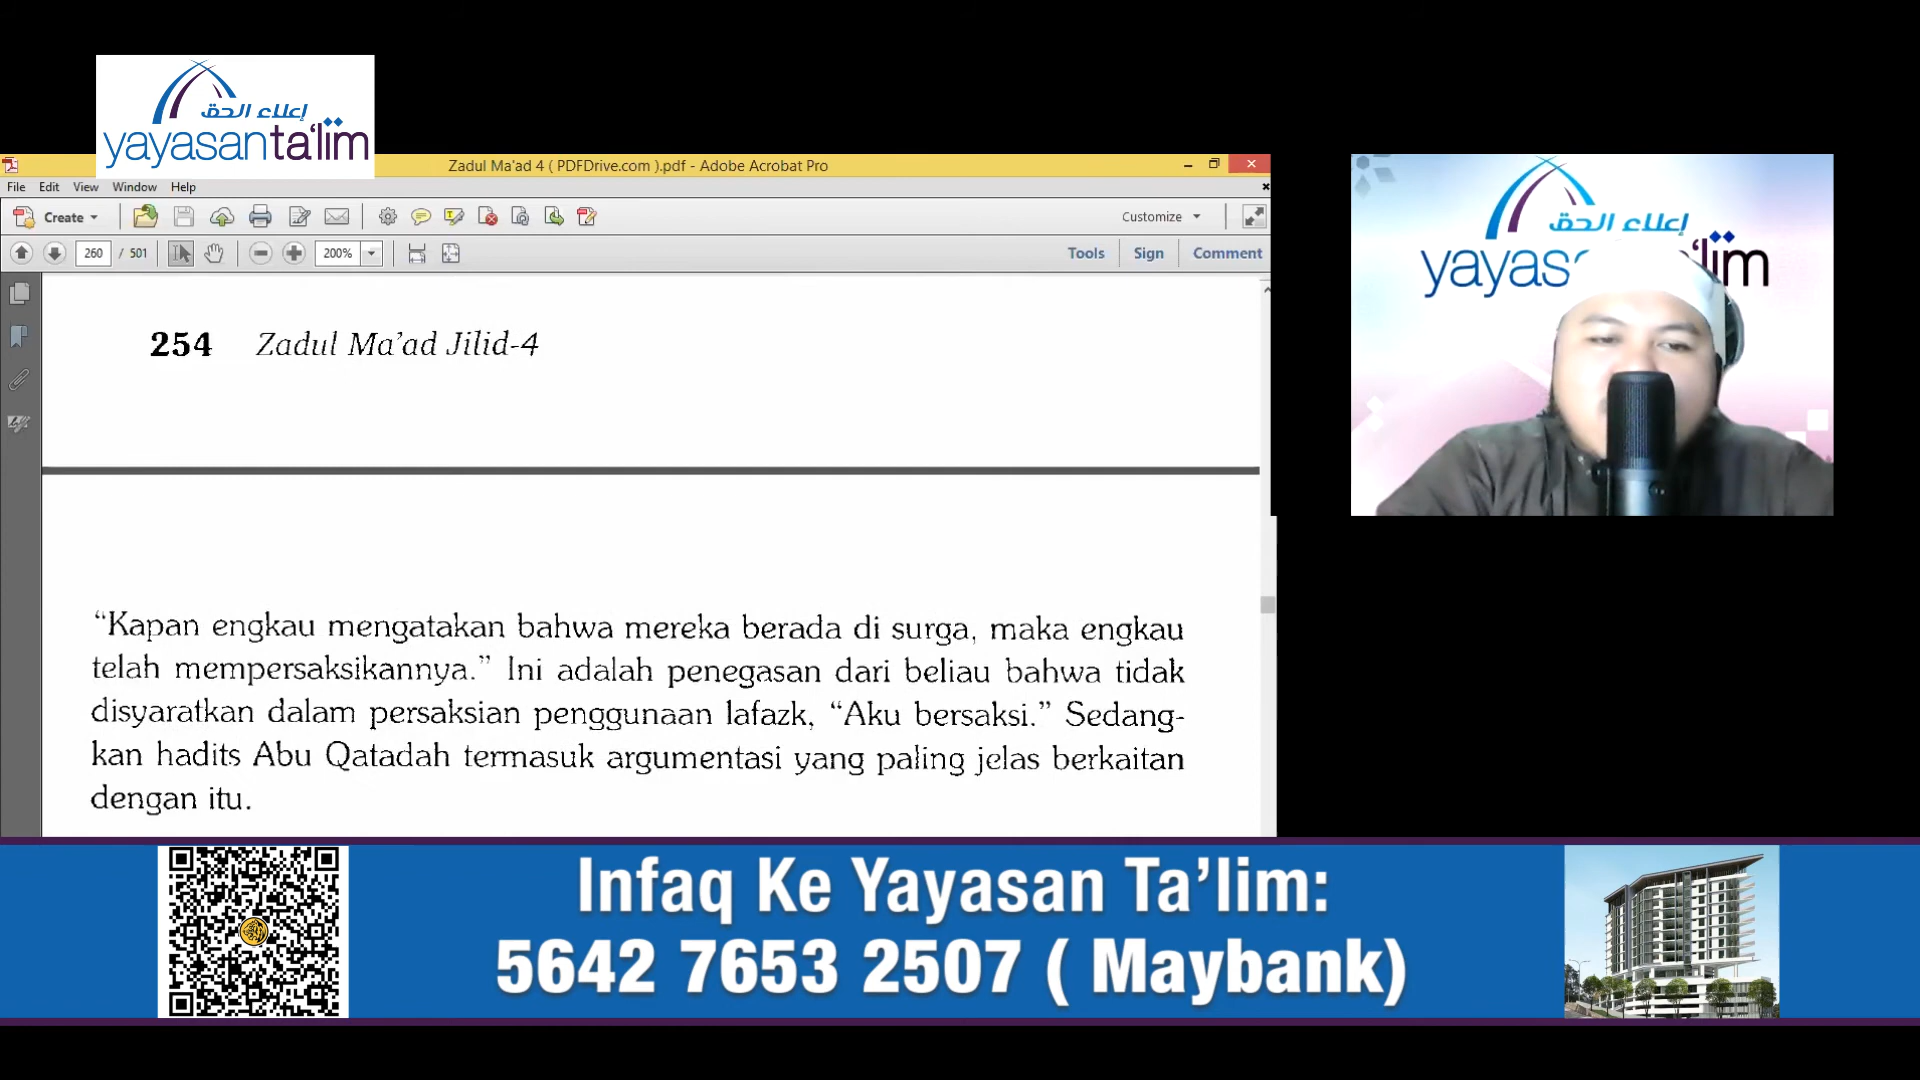 إعلاء الحق
yayasanta'lim
Zadul Ma'ad 4 ( PDFDrive.com ).pdf - Adobe Acrobat Pro
File Edit View Window Help
Create
Customize
260 / 501
200%
Tools Sign Comment
254 Zadul Ma’ad Jilid-4
“Kapan engkau mengatakan bahwa mereka berada di surga, maka engkau
telah mempersaksikannya.” Ini adalah penegasan dari beliau bahwa tidak
disyaratkan dalam persaksian penggunaan lafazk, “Aku bersaksi.” Sedang-
kan hadits Abu Qatadah termasuk argumentasi yang paling jelas berkaitan
dengan itu.
إعلاء الحق
yayas 'lim
Infaq Ke Yayasan Ta’lim:
5642 7653 2507 ( Maybank)